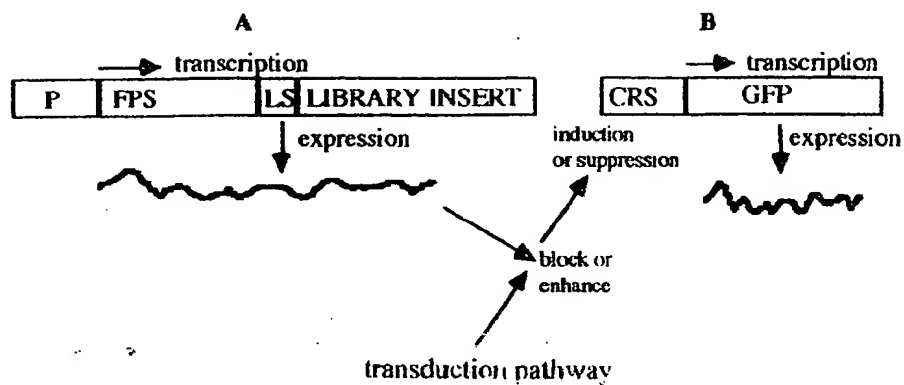 A
B
transcription
transcription
P FPS LS LIBRARY INSERT
CRS GFP
expression
induction
or suppression
expression
block or
enhance
transduction pathway